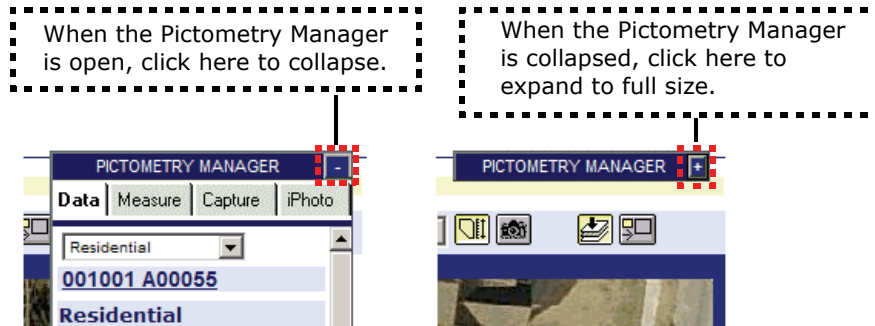 When the Pictometry Manager
is open, click here to collapse.
When the Pictometry Manager
is collapsed, click here to
expand to full size.
PICTOMETRY MANAGER -
Data Measure Capture iPhoto
Residential
001001 A00055
Residential
PICTOMETRY MANAGER +